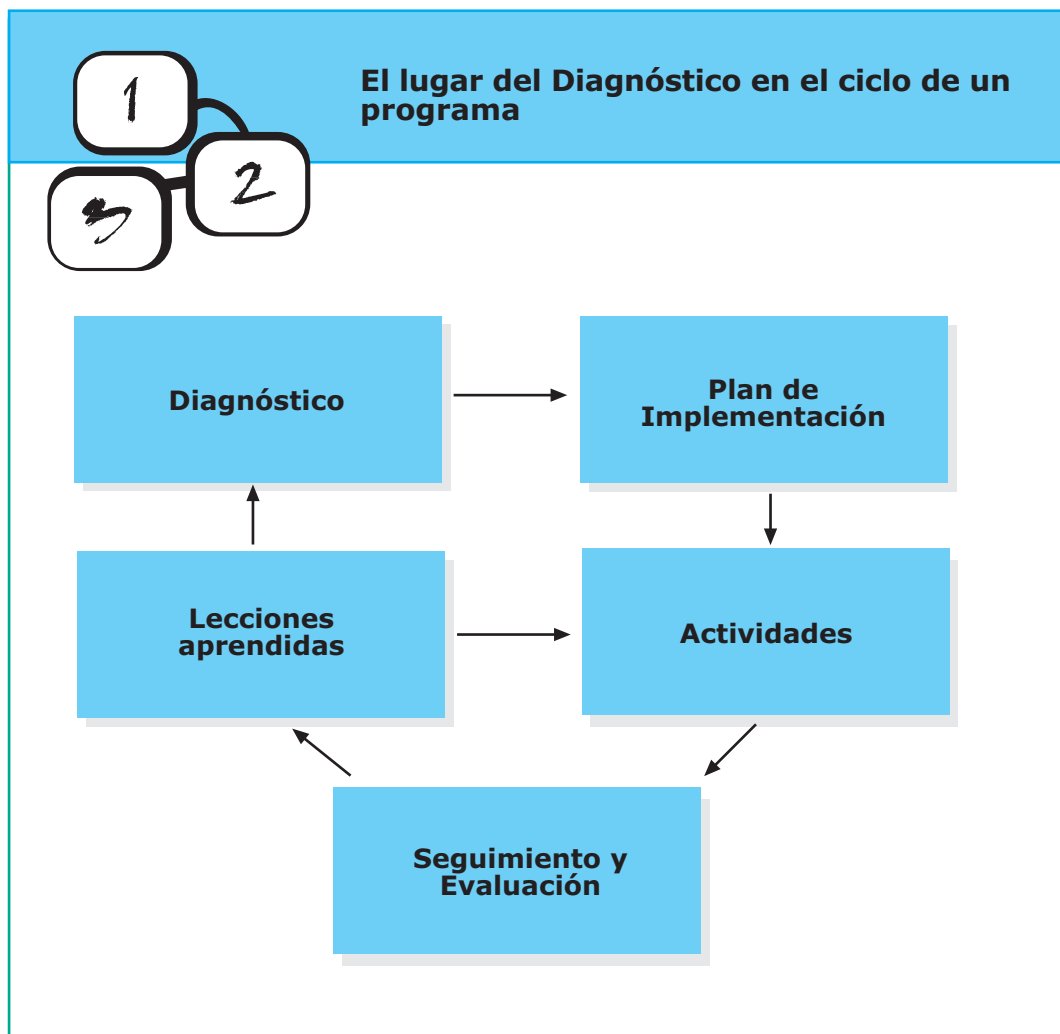 El lugar del Diagnóstico en el ciclo de un
programa
1
2
3
Diagnóstico
Plan de
Implementación
Lecciones
aprendidas
Actividades
Seguimiento y
Evaluación